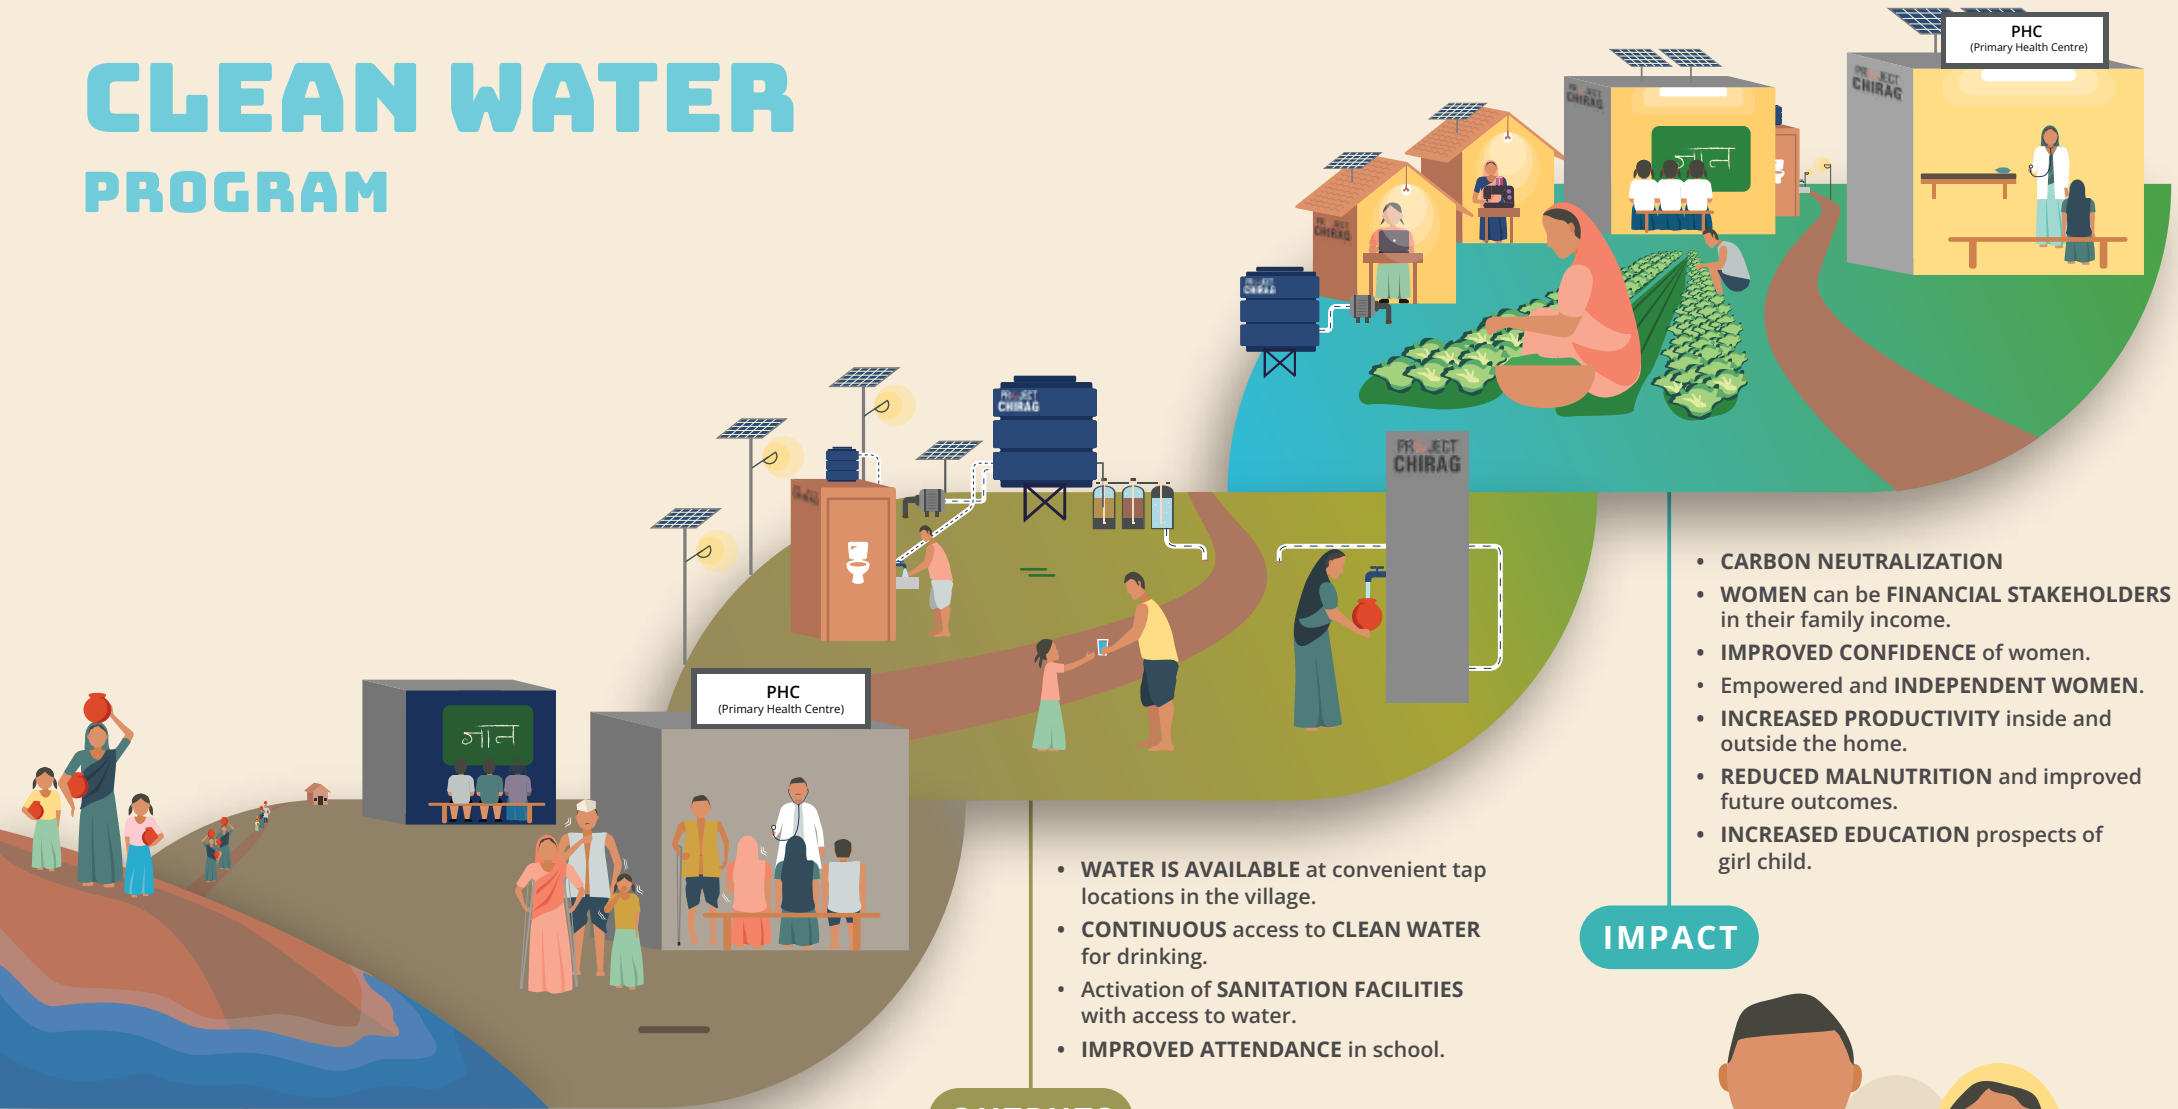 CLEAN WATER
PROGRAM
PHC
(Primary Health Centre)
PROJECT
CHIRAG
PROJECT
CHIRAG
CHIRAG
PROJECT
CHIRAG
PROJECT
CHIRAG
PROJECT
CHIRAG
ज्ञान
PHC
(Primary Health Centre)
ज्ञान
• CARBON NEUTRALIZATION
• WOMEN can be FINANCIAL STAKEHOLDERS
in their family income.
• IMPROVED CONFIDENCE of women.
• Empowered and INDEPENDENT WOMEN.
• INCREASED PRODUCTIVITY inside and
outside the home.
• REDUCED MALNUTRITION and improved
future outcomes.
• INCREASED EDUCATION prospects of
girl child.
IMPACT
• WATER IS AVAILABLE at convenient tap
locations in the village.
• CONTINUOUS access to CLEAN WATER
for drinking.
• Activation of SANITATION FACILITIES
with access to water.
• IMPROVED ATTENDANCE in school.